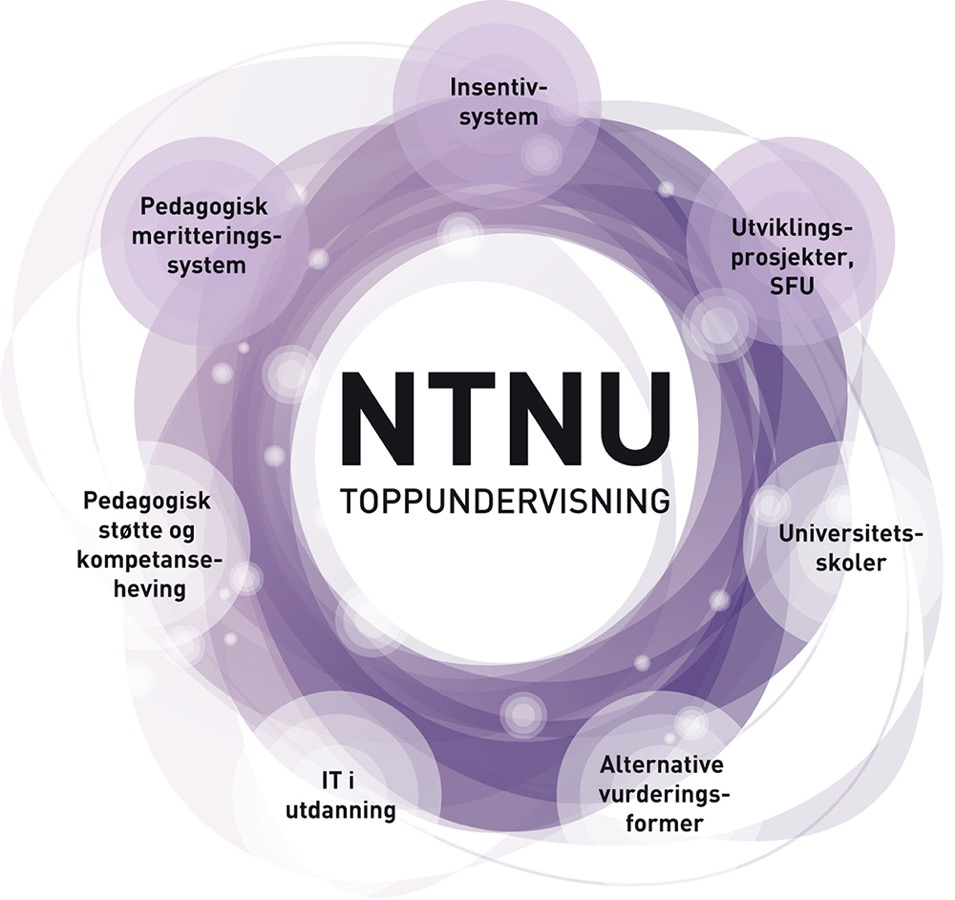 Insentiv-
system
Pedagogisk
meritterings-
system
Utviklings-
prosjekter,
SFU
NTNU
TOPPUNDERVISNING
Pedagogisk
støtte og
kompetanse-
heving
Universitets-
skoler
IT i
utdanning
Alternative
vurderings-
former